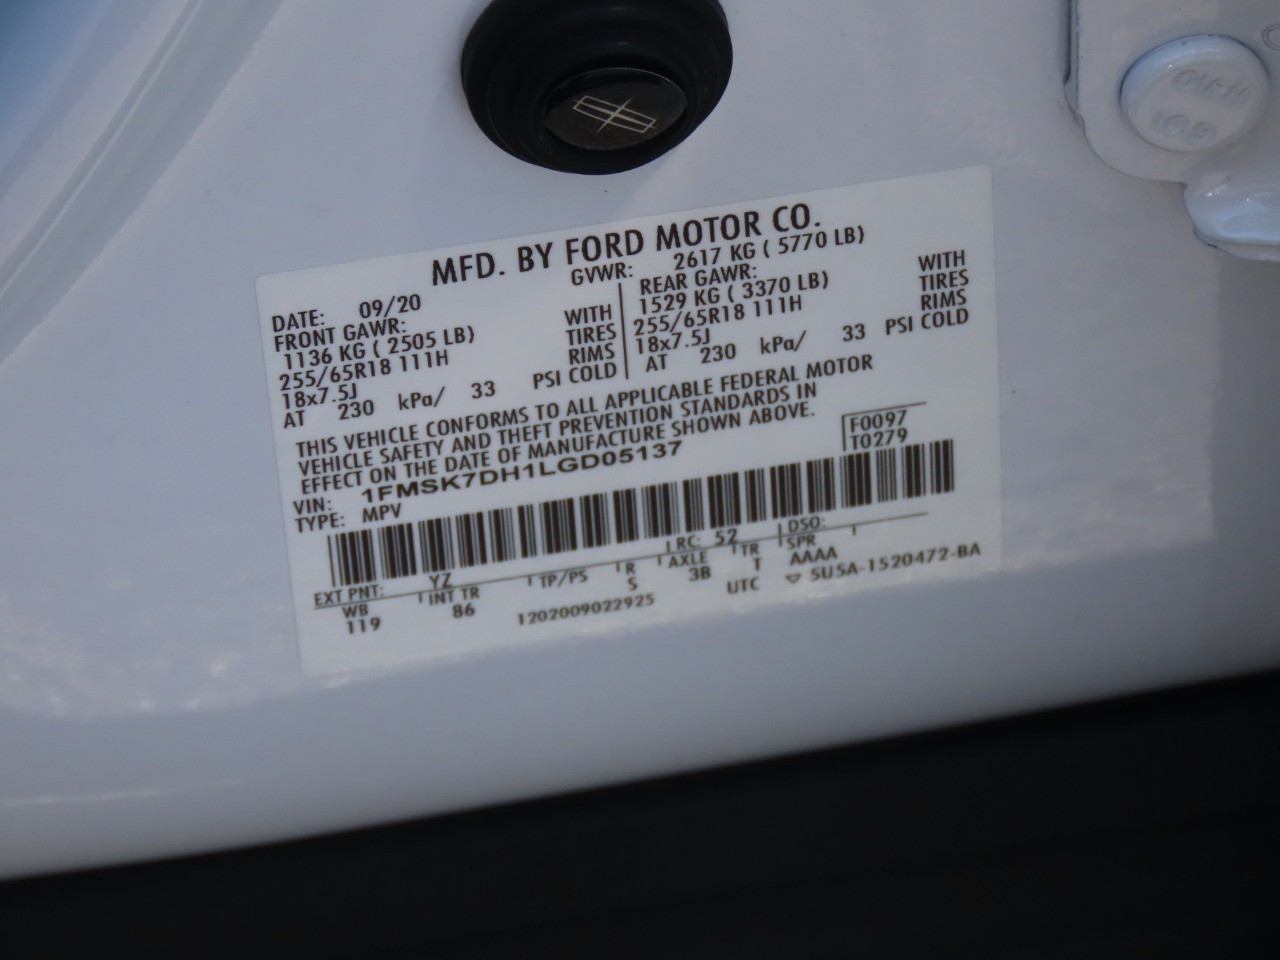 MFD. BY FORD MOTOR CO.
DATE: 09/20 GVWR: 2617 KG ( 5770 LB)
FRONT GAWR: REAR GAWR:
1136 KG ( 2505 LB) WITH 1529 KG ( 3370 LB) WITH
255/65R18 111H TIRES 255/65R18 111H TIRES
18x7.5J RIMS 18x7.5J RIMS
AT 230 kPa/ 33 PSI COLD AT 230 kPa/ 33 PSI COLD
THIS VEHICLE CONFORMS TO ALL APPLICABLE FEDERAL MOTOR
VEHICLE SAFETY AND THEFT PREVENTION STANDARDS IN
EFFECT ON THE DATE OF MANUFACTURE SHOWN ABOVE.
F0097
VIN: 1FMSK7DH1LGD05137 T0279
TYPE: MPV
EXT PNT: YZ RC: 52 DSO:
WB INT TR TP/PS R AXLE TR SPR
119 86 S 3B T AAAA
1202009022925 UTC 5U5A-1520472-BA